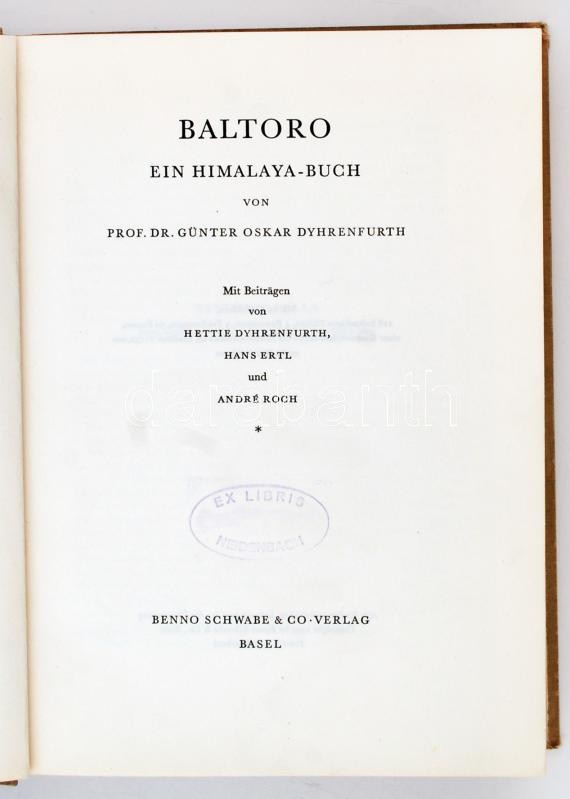 BALTORO
EIN HIMALAYA-BUCH
VON
PROF. DR. GÜNTER OSKAR DYHRENFURTH
Mit Beiträgen
von
HETTIE DYHRENFURTH,
HANS ERTL
und
ANDRÉ ROCH
*
darabanth
EX LIBRIS
BENNO SCHWABE & CO · VERLAG
BASEL